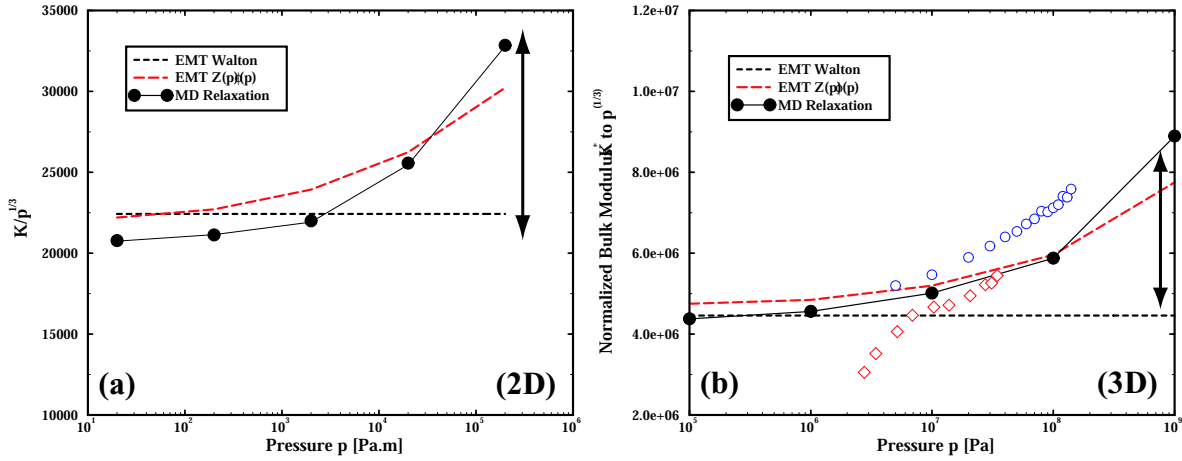 35000
30000
25000
20000
15000
10000
K/p^1/3
EMT Walton
EMT Z(p)(p)
MD Relaxation
(a)
(2D)
10^1
10^2
10^3
10^4
10^5
10^6
Pressure p [Pa.m]
1.2e+07
1.0e+07
8.0e+06
6.0e+06
4.0e+06
2.0e+06
Normalized Bulk Modulus K* to p^(1/3)
EMT Walton
EMT Z(p)(p)
MD Relaxation
(b)
(3D)
10^5
10^6
10^7
10^8
10^9
Pressure p [Pa]